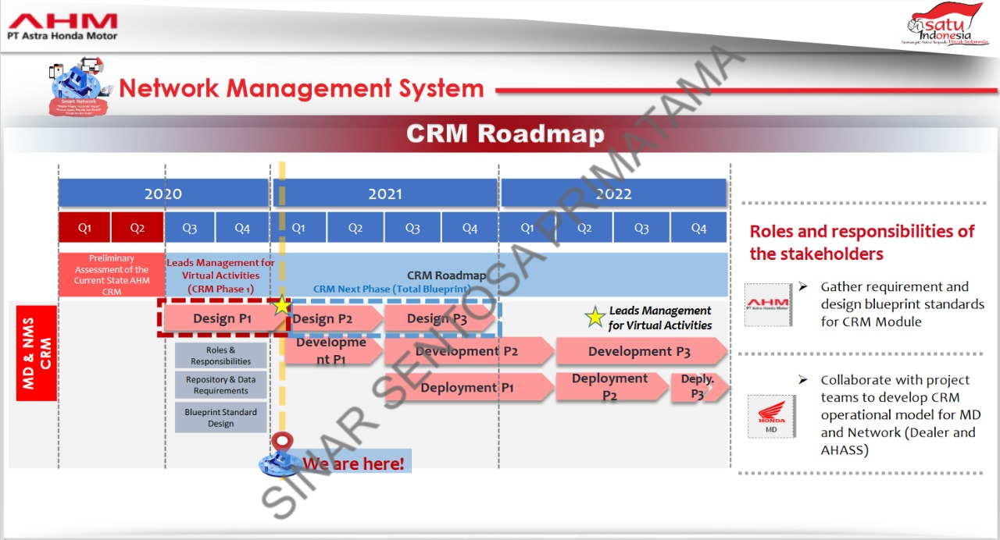 AHM
PT Astra Honda Motor
satu
Indonesia
Semangat Astra Terpadu Untuk Indonesia
Smart Network
Network Management System
CRM Roadmap
2020
2021
2022
Q1
Q2
Q3
Q4
Q1
Q2
Q3
Q4
Q1
Q2
Q3
Q4
Preliminary
Assessment of the
Current State AHM
CRM
Leads Management for
Virtual Activities
(CRM Phase 1)
CRM Roadmap
CRM Next Phase (Total Blueprint)
MD & NMS
CRM
Design P1
Design P2
Design P3
Leads Management
for Virtual Activities
Developme
nt P1
Development P2
Development P3
Deployment P1
Deployment
P2
Deply.
P3
Roles &
Responsibilities
Repository & Data
Requirements
Blueprint Standard
Design
We are here!
Roles and responsibilities of
the stakeholders
AHM
PT Astra Honda Motor
Gather requirement and
design blueprint standards
for CRM Module
HONDA
MD
Collaborate with project
teams to develop CRM
operational model for MD
and Network (Dealer and
AHASS)
SINAR SENTOSA PRIMATAMA